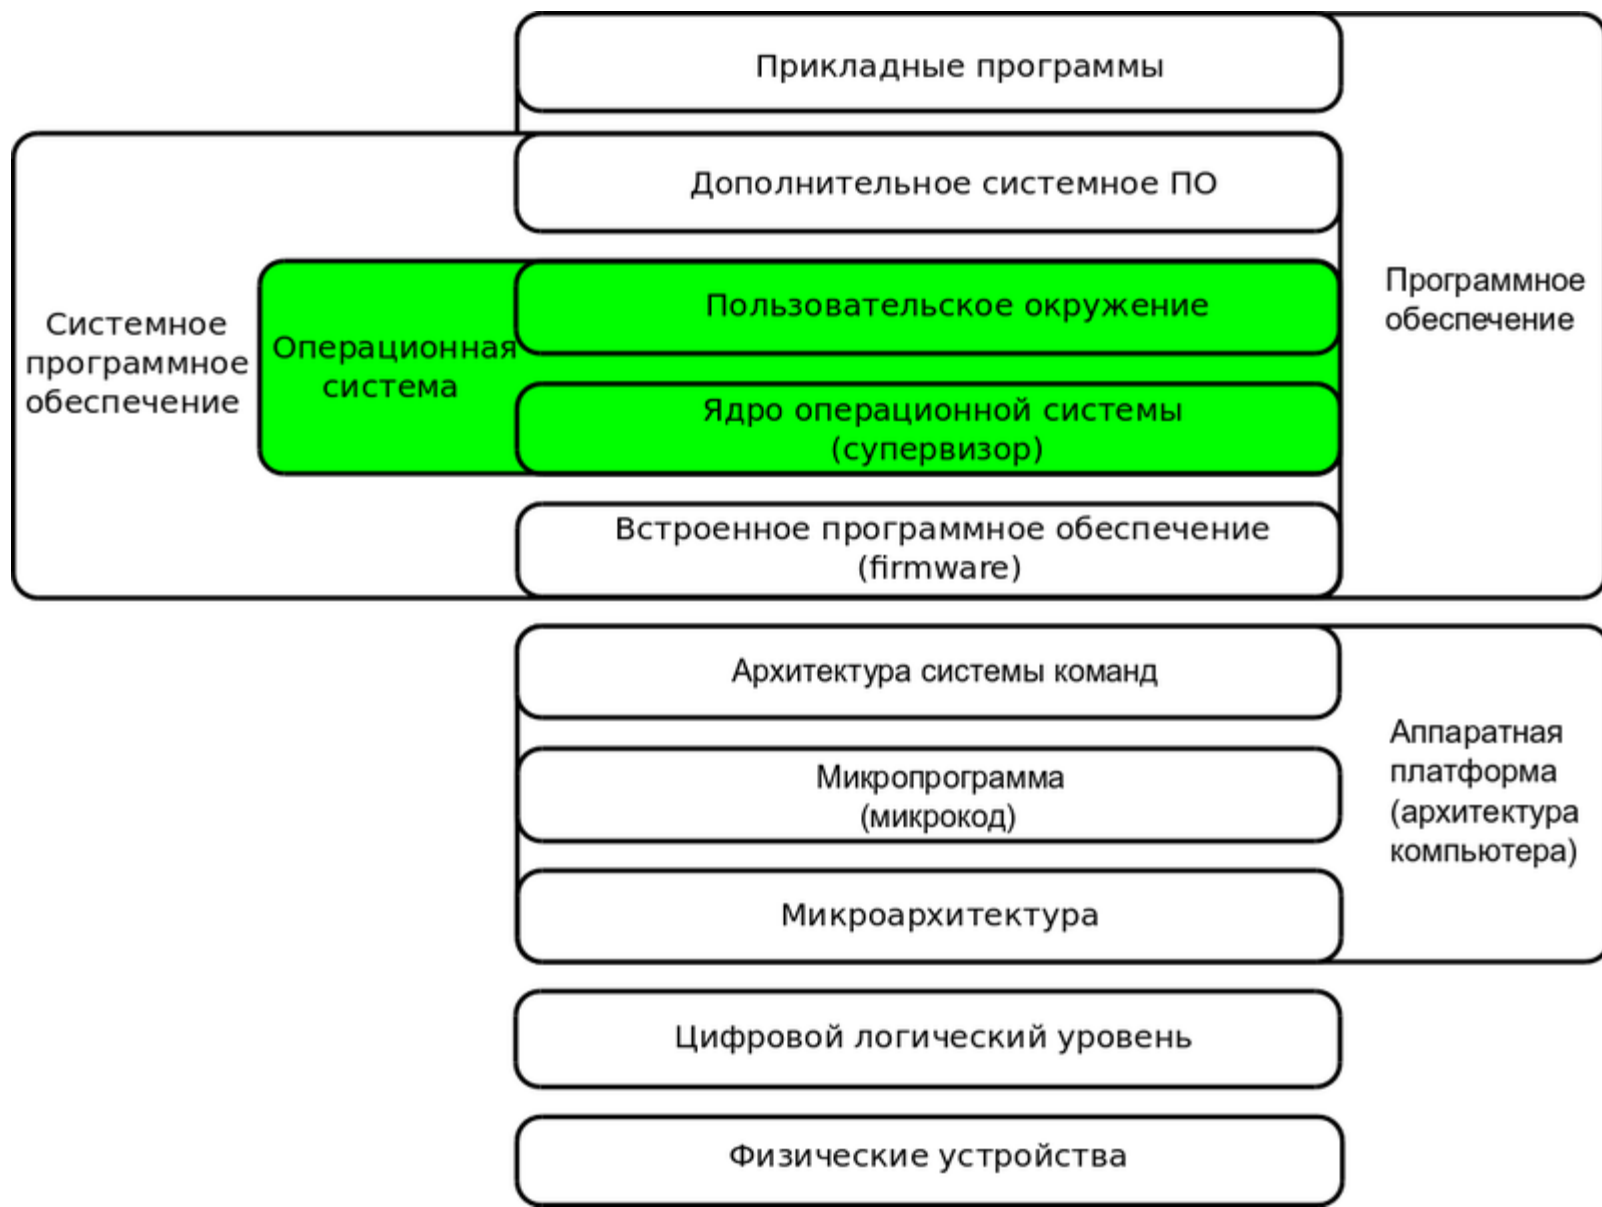 Прикладные программы
Дополнительное системное ПО
Системное
программное
обеспечение
Операционная
система
Пользовательское окружение
Ядро операционной системы
(супервизор)
Встроенное программное обеспечение
(firmware)
Программное
обеспечение
Архитектура системы команд
Микропрограмма
(микрокод)
Микроархитектура
Аппаратная
платформа
(архитектура
компьютера)
Цифровой логический уровень
Физические устройства